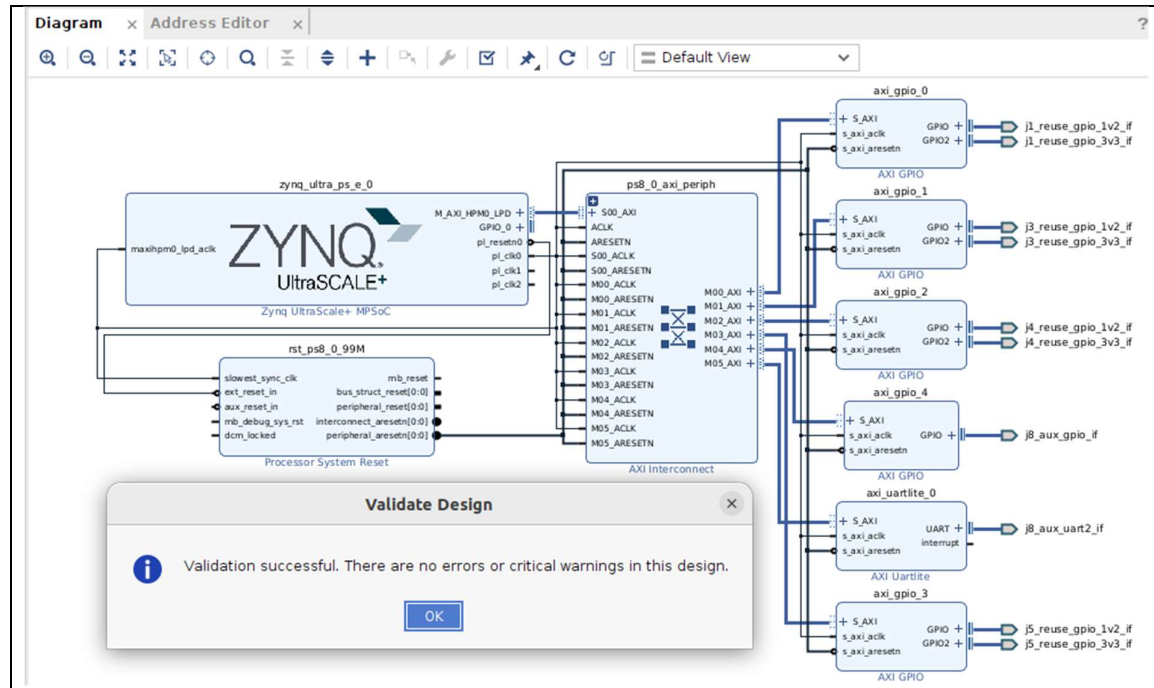 Diagram × Address Editor ×
?
Default View
zynq_ultra_ps_e_0
maxihpm0_lpd_aclk
ZYNQ
UltraSCALE+
M_AXI_HPM0_LPD
GPIO_0
pl_resetn0
pl_clk0
pl_clk1
pl_clk2
Zynq UltraScale+ MPSoC
rst_ps8_0_99M
slowest_sync_clk
ext_reset_in
aux_reset_in
mb_debug_sys_rst
dcm_locked
mb_reset
bus_struct_reset[0:0]
peripheral_reset[0:0]
interconnect_aresetn[0:0]
peripheral_aresetn[0:0]
Processor System Reset
ps8_0_axi_periph
S00_AXI
ACLK
ARESETN
S00_ACLK
S00_ARESETN
M00_ACLK
M00_ARESETN
M01_ACLK
M01_ARESETN
M02_ACLK
M02_ARESETN
M03_ACLK
M03_ARESETN
M04_ACLK
M04_ARESETN
M05_ACLK
M05_ARESETN
M00_AXI
M01_AXI
M02_AXI
M03_AXI
M04_AXI
M05_AXI
AXI Interconnect
axi_gpio_0
S_AXI
s_axi_aclk
s_axi_aresetn
GPIO
GPIO2
j1_reuse_gpio_1v2_if
j1_reuse_gpio_3v3_if
AXI GPIO
axi_gpio_1
S_AXI
s_axi_aclk
s_axi_aresetn
GPIO
GPIO2
j3_reuse_gpio_1v2_if
j3_reuse_gpio_3v3_if
AXI GPIO
axi_gpio_2
S_AXI
s_axi_aclk
s_axi_aresetn
GPIO
GPIO2
j4_reuse_gpio_1v2_if
j4_reuse_gpio_3v3_if
AXI GPIO
axi_gpio_4
S_AXI
s_axi_aclk
s_axi_aresetn
GPIO
j8_aux_gpio_if
AXI GPIO
axi_uartlite_0
S_AXI
s_axi_aclk
s_axi_aresetn
UART
interrupt
j8_aux_uart2_if
AXI Uartlite
axi_gpio_3
S_AXI
s_axi_aclk
s_axi_aresetn
GPIO
GPIO2
j5_reuse_gpio_1v2_if
j5_reuse_gpio_3v3_if
AXI GPIO
Validate Design
Validation successful. There are no errors or critical warnings in this design.
OK